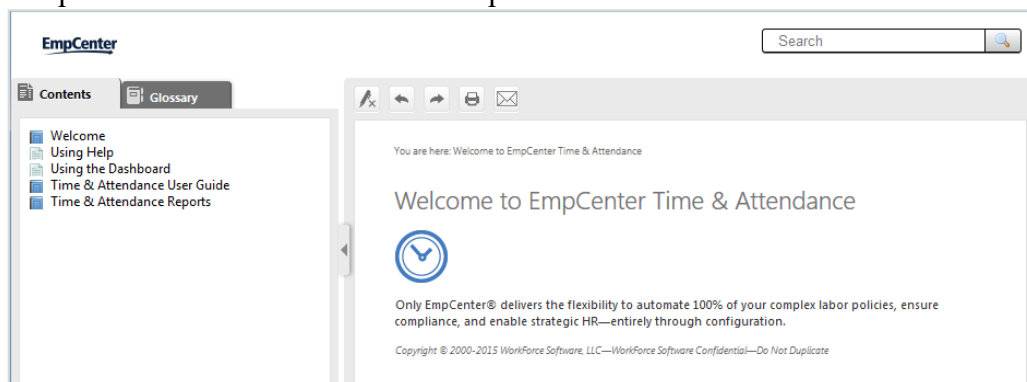 EmpCenter
Search
Contents
Glossary
Welcome
Using Help
Using the Dashboard
Time & Attendance User Guide
Time & Attendance Reports
You are here: Welcome to EmpCenter Time & Attendance
Welcome to EmpCenter Time & Attendance
Only EmpCenter® delivers the flexibility to automate 100% of your complex labor policies, ensure
compliance, and enable strategic HR—entirely through configuration.
Copyright © 2000-2015 WorkForce Software, LLC—WorkForce Software Confidential—Do Not Duplicate